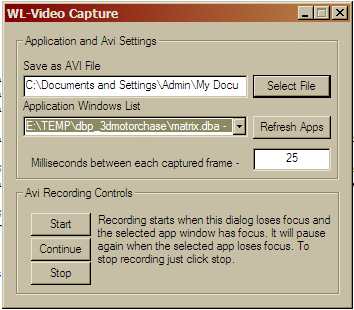 WL-Video Capture
Application and Avi Settings
Save as AVI File
C:\Documents and Settings\Admin\My Docu
Select File
Application Windows List
E:\TEMP\dbp_3dmotorchase\matrix.dba -
Refresh Apps
Milliseconds between each captured frame -
25
Avi Recording Controls
Start
Continue
Stop
Recording starts when this dialog loses focus and
the selected app window has focus. It will pause
again when the selected app loses focus. To
stop recording just click stop.